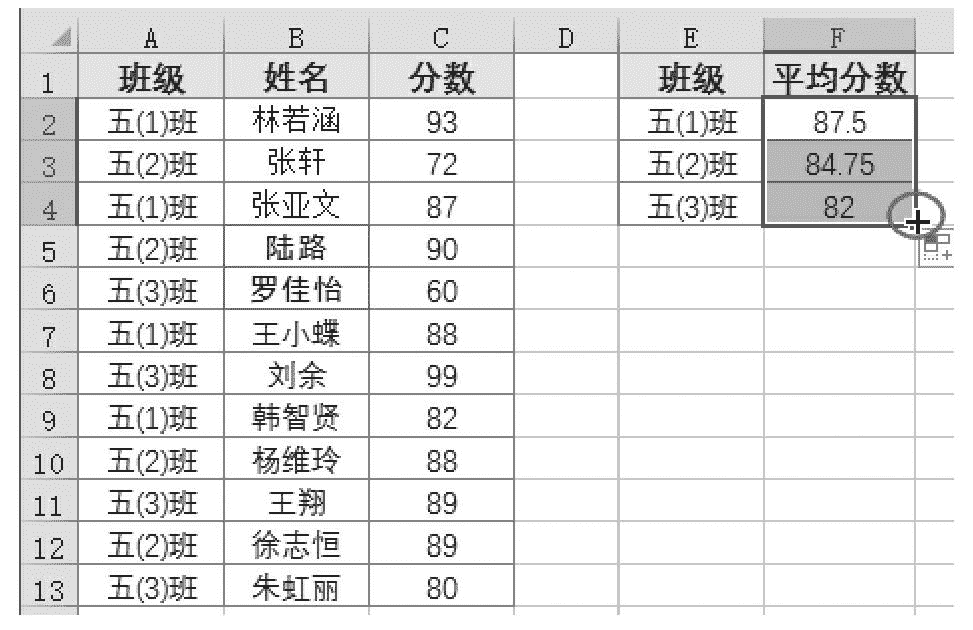 A B C D E F
1 班级 姓名 分数 班级 平均分数
2 五(1)班 林若涵 93 五(1)班 87.5
3 五(2)班 张轩 72 五(2)班 84.75
4 五(1)班 张亚文 87 五(3)班 82
5 五(2)班 陆路 90
6 五(3)班 罗佳怡 60
7 五(1)班 王小蝶 88
8 五(3)班 刘余 99
9 五(1)班 韩智贤 82
10 五(2)班 杨维玲 88
11 五(3)班 王翔 89
12 五(2)班 徐志恒 89
13 五(3)班 朱虹丽 80